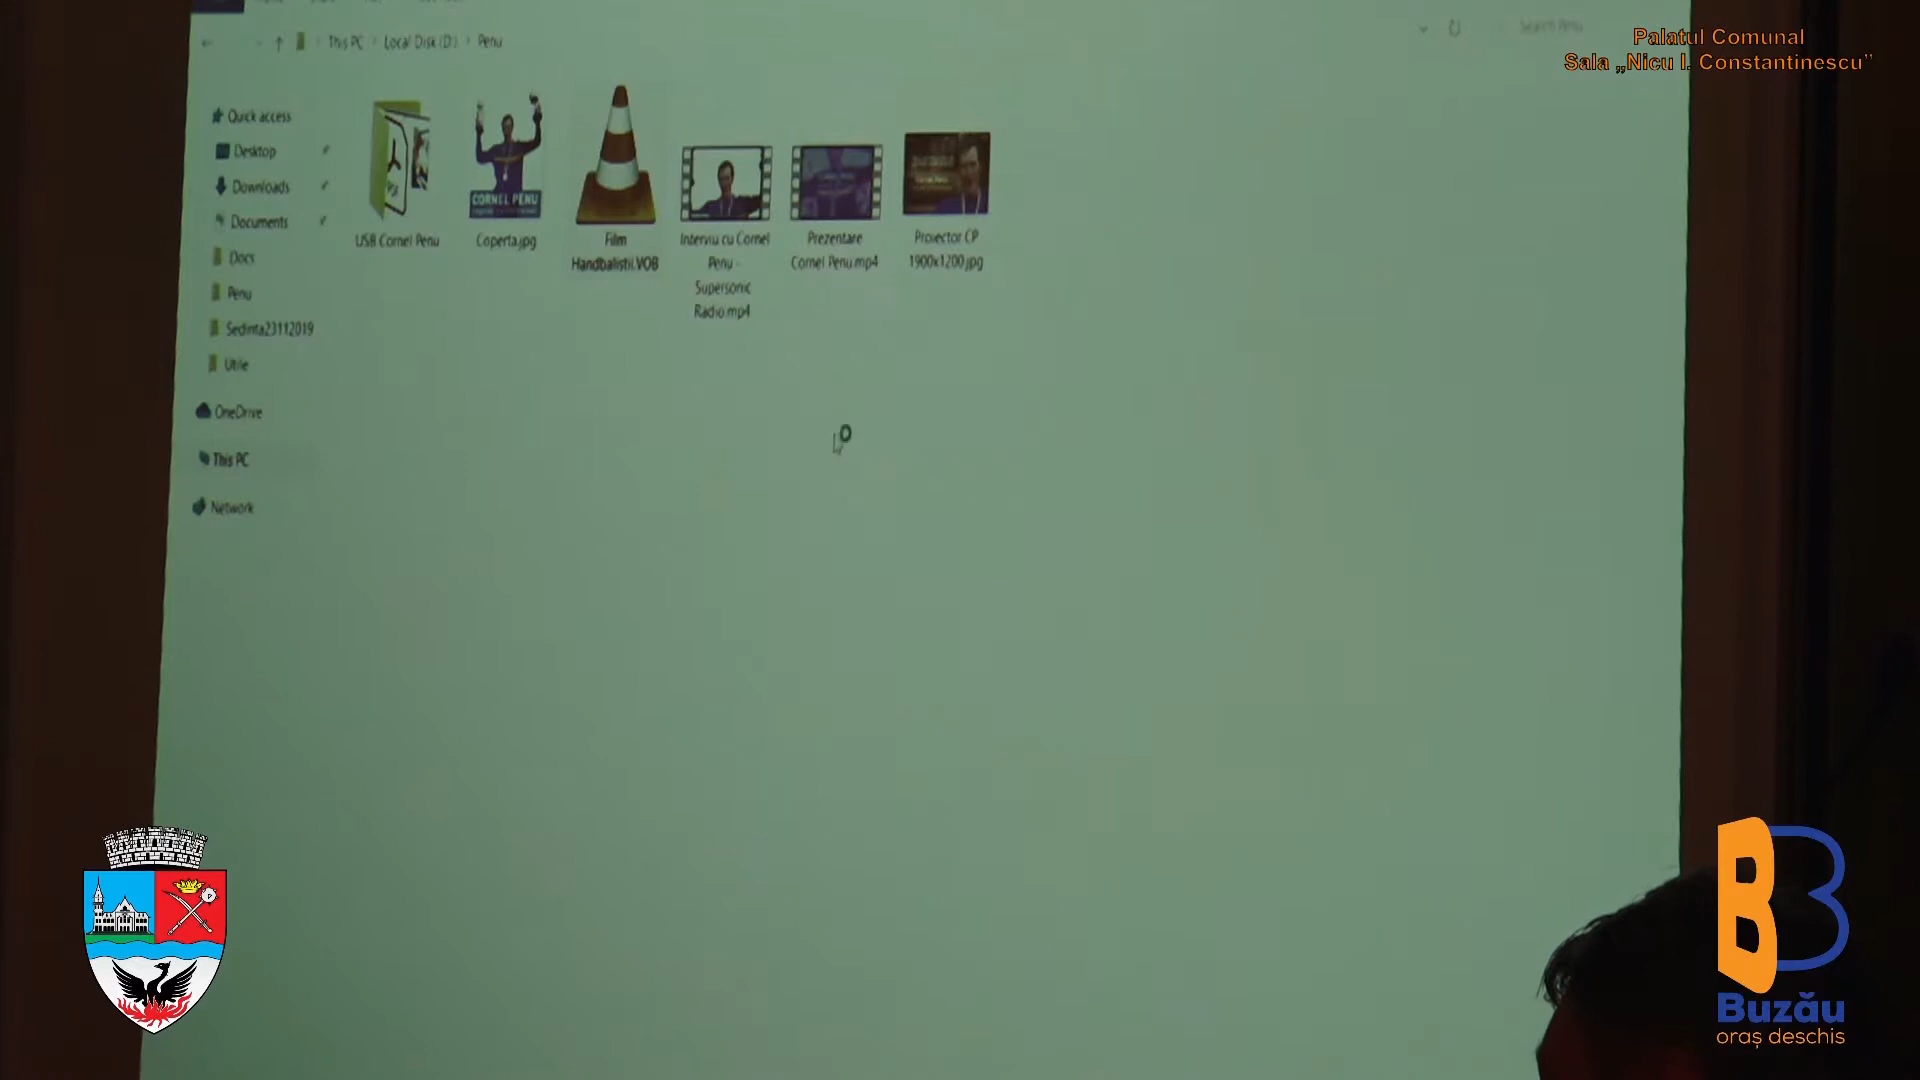 Palatul Comunal
Sala „Nicu I. Constantinescu”
This PC › Local Disk (D:) › Penu
Search Penu
Quick access
Desktop
Downloads
Documents
Docs
Penu
Sedinta23112019
Utile
OneDrive
This PC
Network
USB Cornel Penu
CORNEL PENU
Coperta.jpg
Film
Handbalistii.VOB
Interviu cu Cornel
Penu -
Supersonic
Radio.mp4
Prezentare
Cornel Penu.mp4
Proiector CP
1900x1200.jpg
Buzău
oraș deschis